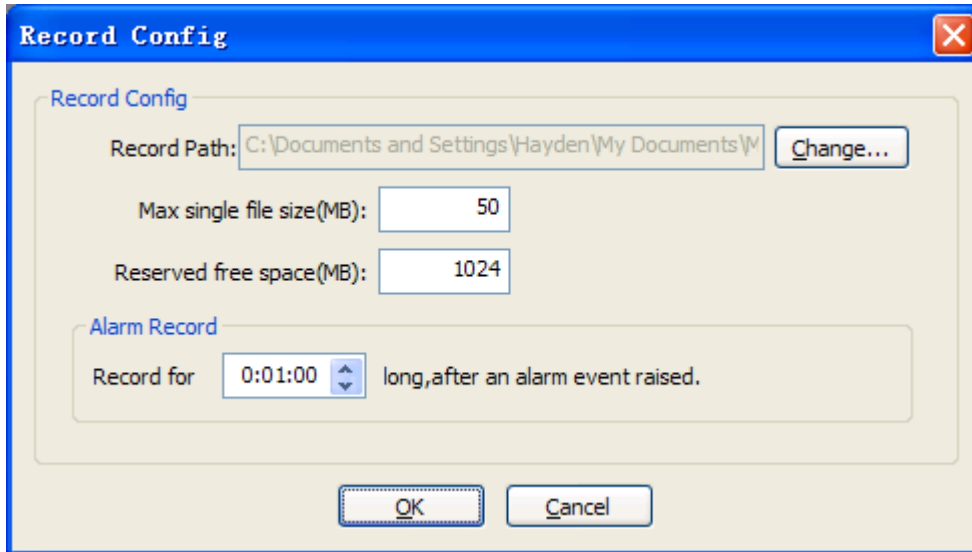 Record Config
Record Config
Record Path: C:\Documents and Settings\Hayden\My Documents\M Change...
Max single file size(MB): 50
Reserved free space(MB): 1024
Alarm Record
Record for 0:01:00 long,after an alarm event raised.
OK Cancel